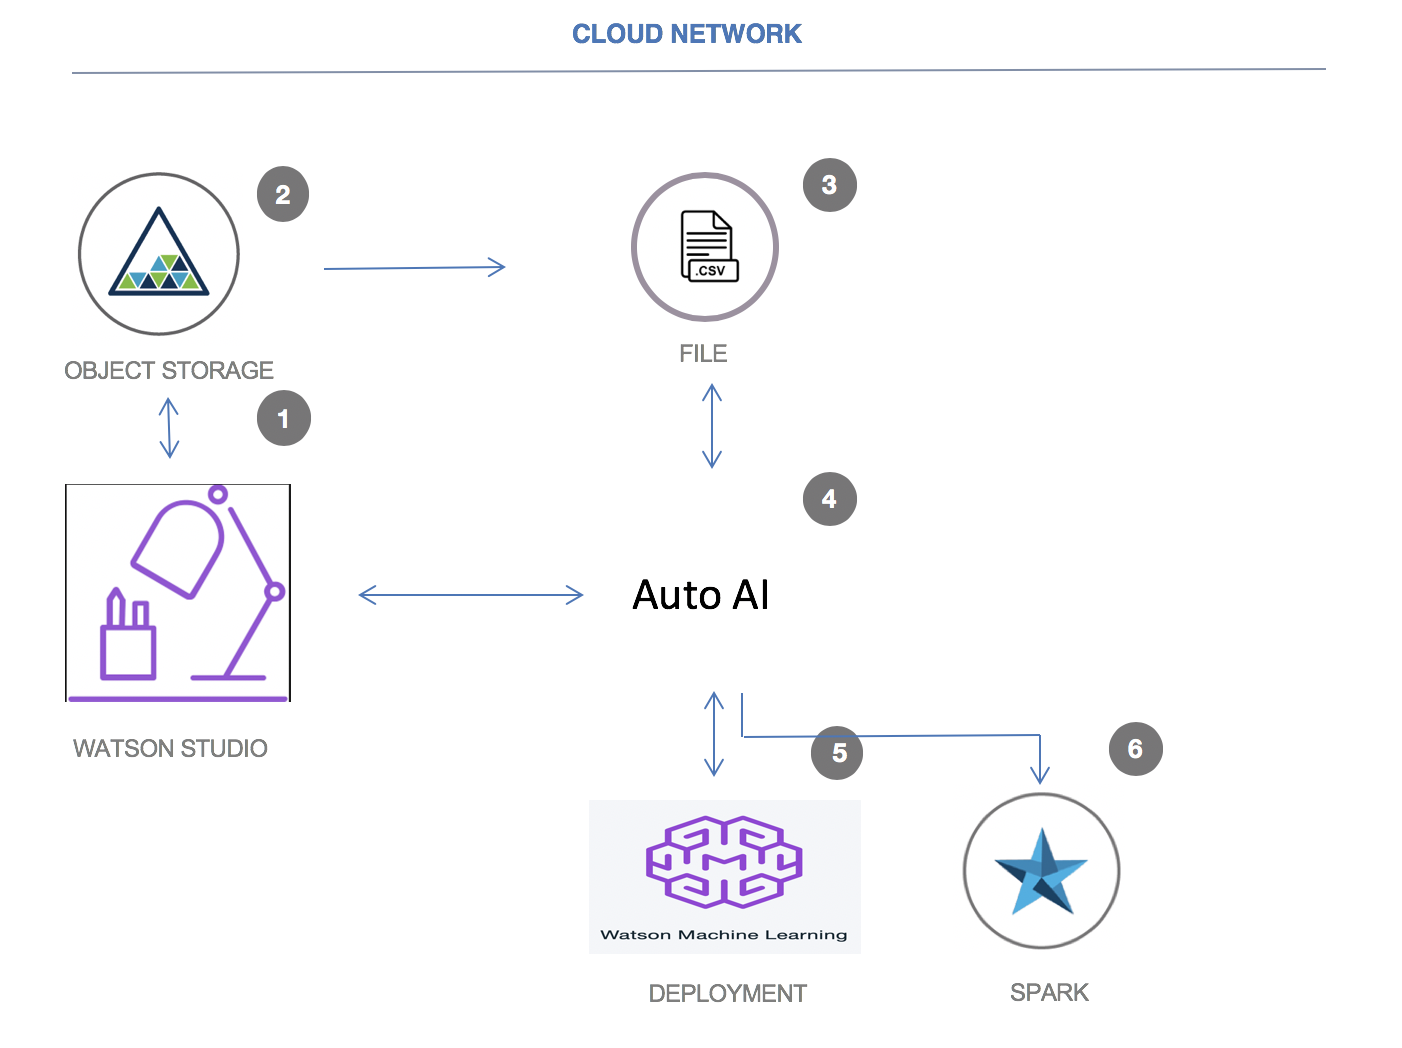 CLOUD NETWORK
2
3
.CSV
FILE
OBJECT STORAGE
1
4
Auto AI
WATSON STUDIO
5
6
Watson Machine Learning
DEPLOYMENT
SPARK